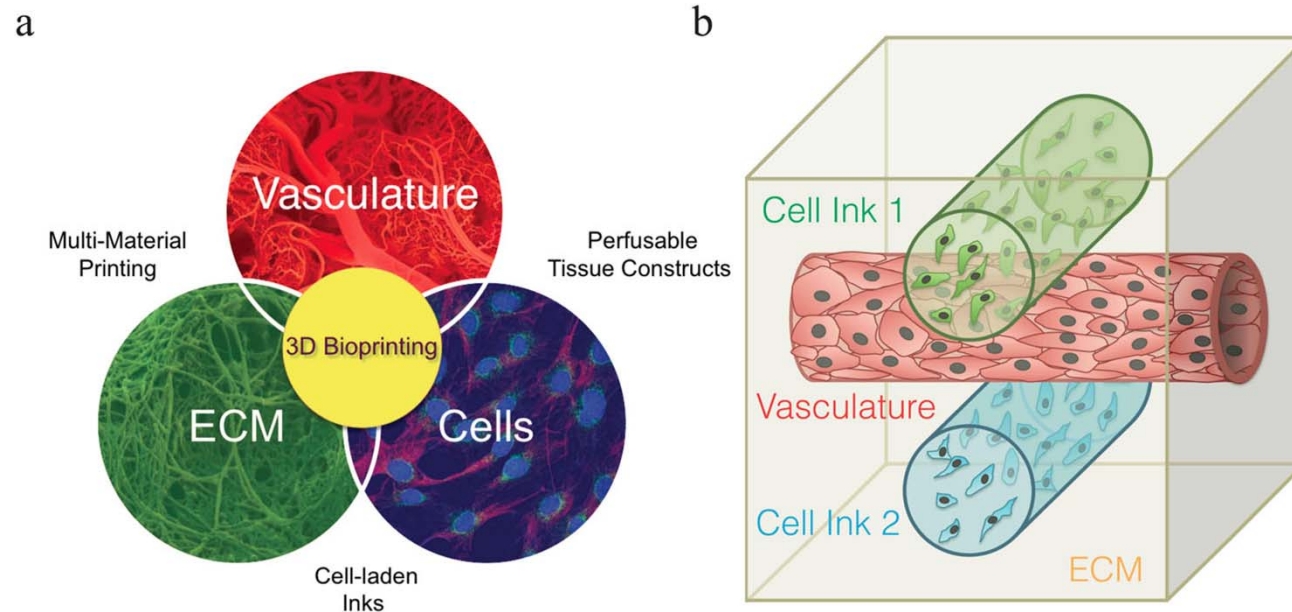 a
Vasculature
Multi-Material
Printing
Perfusable
Tissue Constructs
3D Bioprinting
ECM
Cells
Cell-laden
Inks
b
Cell Ink 1
Vasculature
Cell Ink 2
ECM